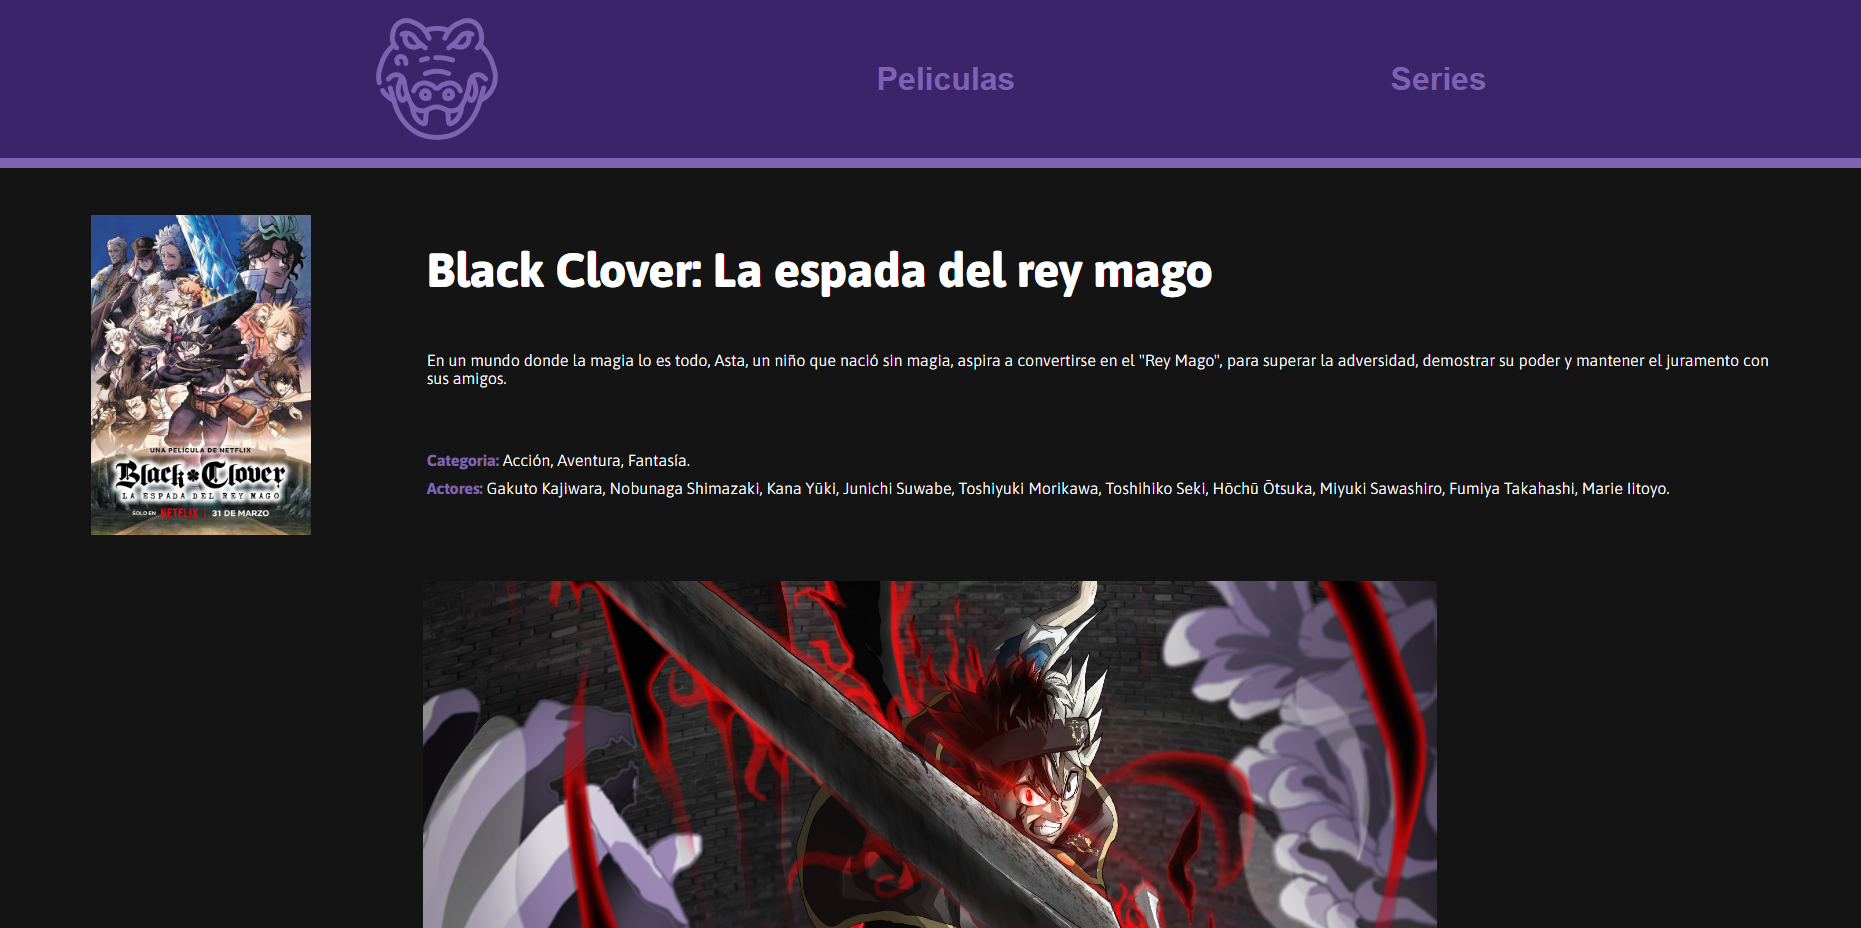 Peliculas
Series
UNA PELÍCULA DE NETFLIX
Black Clover
LA ESPADA DEL REY MAGO
SOLO EN NETFLIX | 31 DE MARZO
Black Clover: La espada del rey mago
En un mundo donde la magia lo es todo, Asta, un niño que nació sin magia, aspira a convertirse en el "Rey Mago", para superar la adversidad, demostrar su poder y mantener el juramento con
sus amigos.
Categoria: Acción, Aventura, Fantasía.
Actores: Gakuto Kajiwara, Nobunaga Shimazaki, Kana Yūki, Junichi Suwabe, Toshiyuki Morikawa, Toshihiko Seki, Hōchū Ōtsuka, Miyuki Sawashiro, Fumiya Takahashi, Marie Iitoyo.